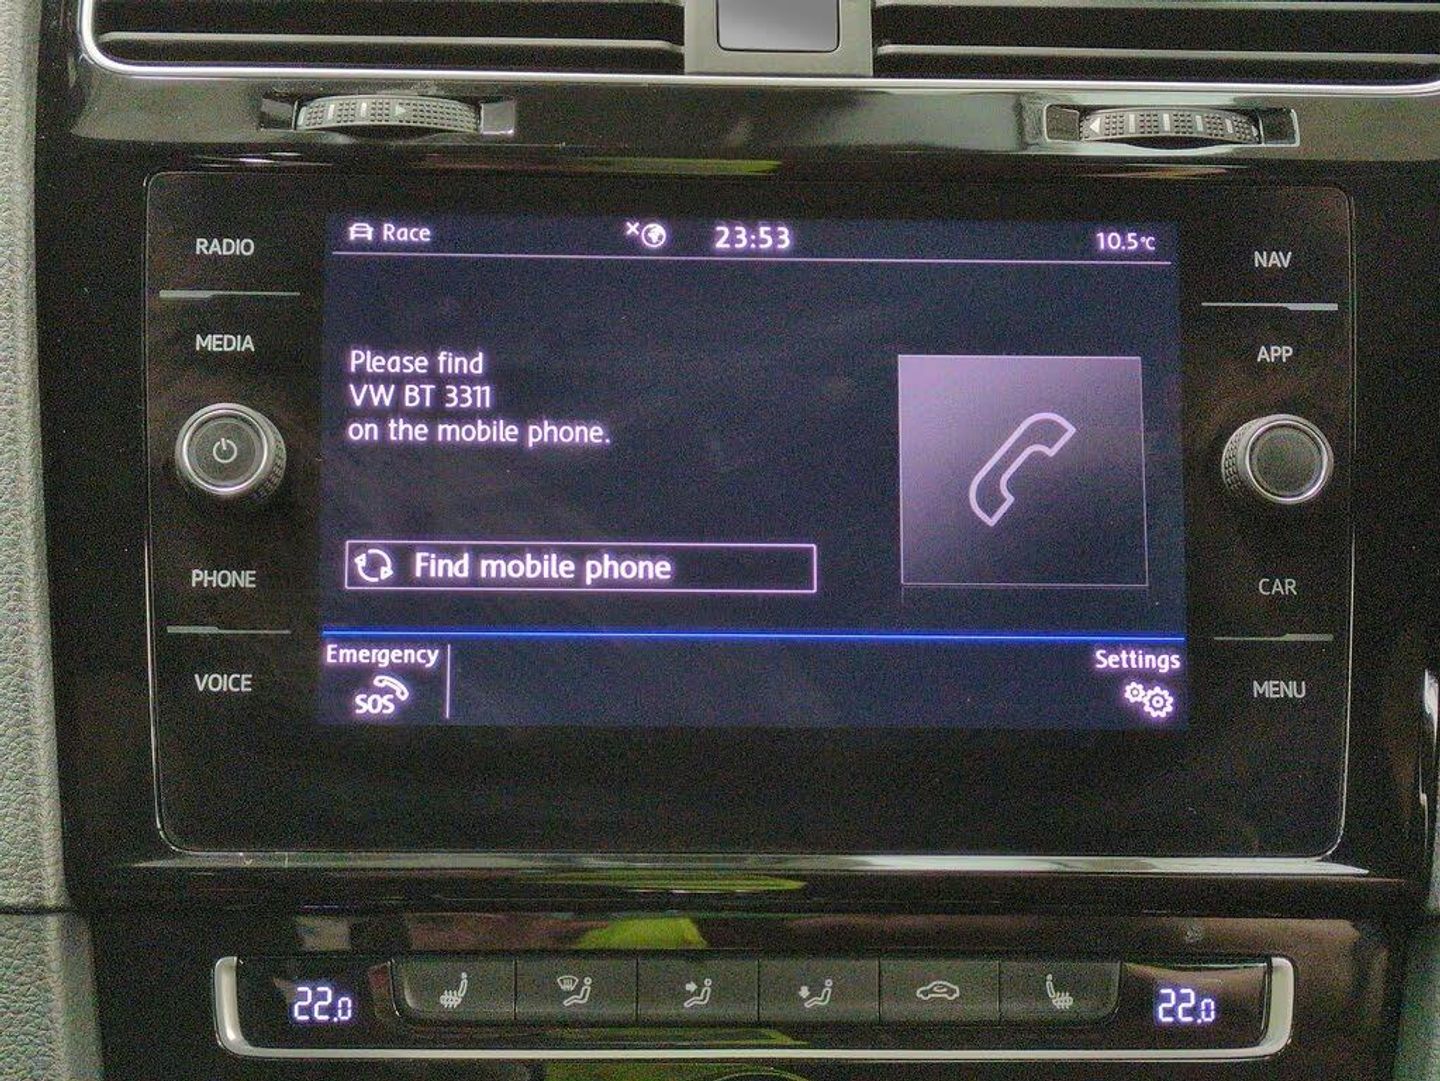 Race
23:53
10.5°C
RADIO
MEDIA
PHONE
VOICE
Please find
VW BT 3311
on the mobile phone.
Find mobile phone
Emergency
SOS
Settings
NAV
APP
CAR
MENU
22.0
22.0